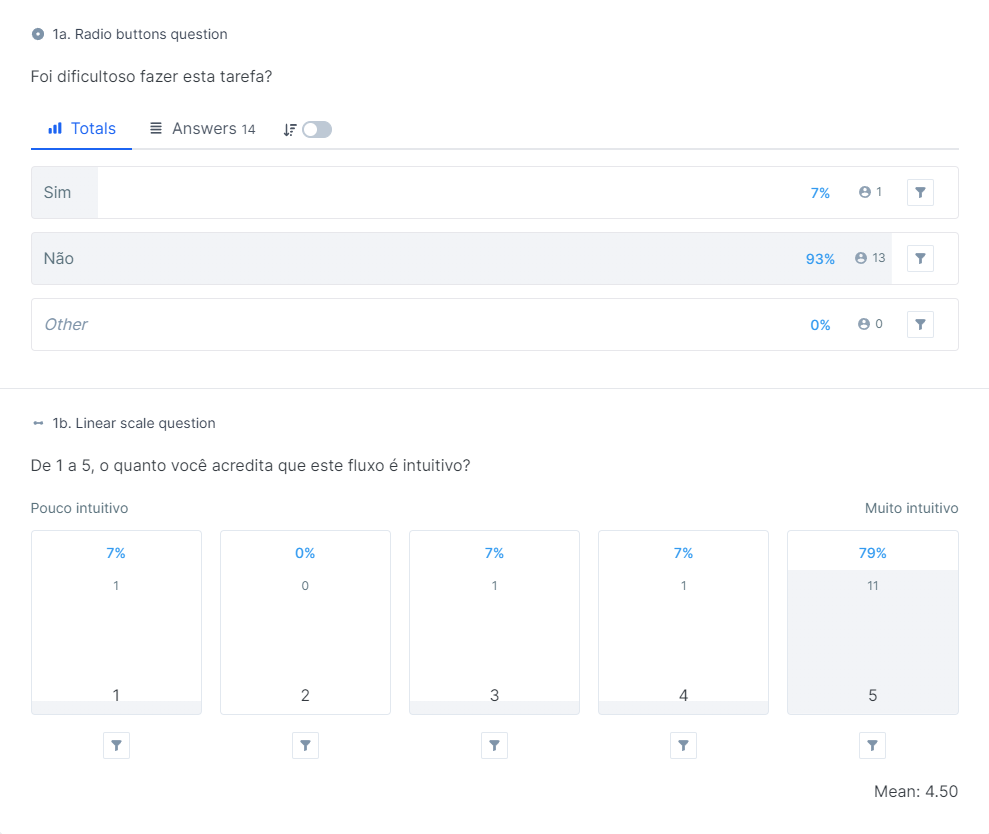 1a. Radio buttons question
Foi dificultoso fazer esta tarefa?
Totals Answers 14
Sim 7% 1
Não 93% 13
Other 0% 0
1b. Linear scale question
De 1 a 5, o quanto você acredita que este fluxo é intuitivo?
Pouco intuitivo Muito intuitivo
7% 0% 7% 7% 79%
1 0 1 1 11
1 2 3 4 5
Mean: 4.50